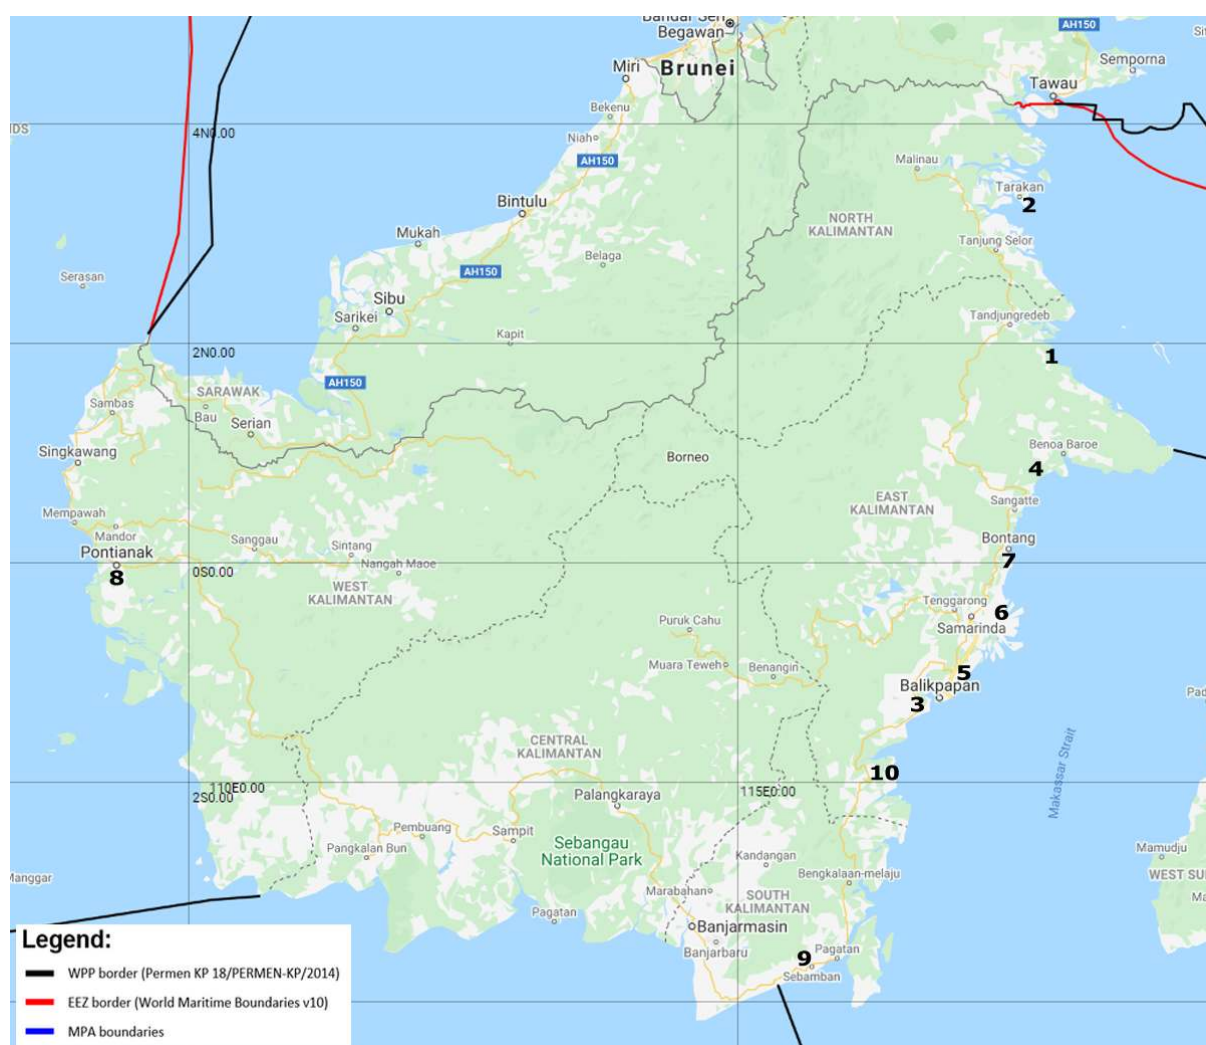 Bandar Seri
Begawan
AH150
Semporna
Miri
Brunei
Tawau
Bekenu
4N0.00
NDS
Niah
AH150
Malinau
Tarakan
2
Bintulu
NORTH
KALIMANTAN
Mukah
Tanjung Selor
Belaga
AH150
Serasan
Sibu
Sarikei
Tandjungredeb
Kapit
2N0.00
1
AH150
SARAWAK
Sambas
Bau
Serian
Benoa Baroe
Singkawang
Borneo
4
EAST
KALIMANTAN
Sangatte
Mempawah
Mandor
Sanggau
Sintang
Bontang
Pontianak
Nangah Maoe
7
8
0S0.00
WEST
KALIMANTAN
Tenggarong
6
Puruk Cahu
Samarinda
Muara Teweh
Benangin
5
Balikpapan
3
CENTRAL
KALIMANTAN
Makassar Strait
10
110E0.00
2S0.00
115E0.00
Palangkaraya
Pembuang
Sampit
Sebangau
National Park
Pangkalan Bun
Kandangan
Mamudju
Manggar
Bengkalaan-melaju
WEST SU
Marabahan
SOUTH
KALIMANTAN
Pagatan
Banjarmasin
Banjarbaru
Pagatan
9
Sebamban
Legend:
WPP border (Permen KP 18/PERMEN-KP/2014)
EEZ border (World Maritime Boundaries v10)
MPA boundaries